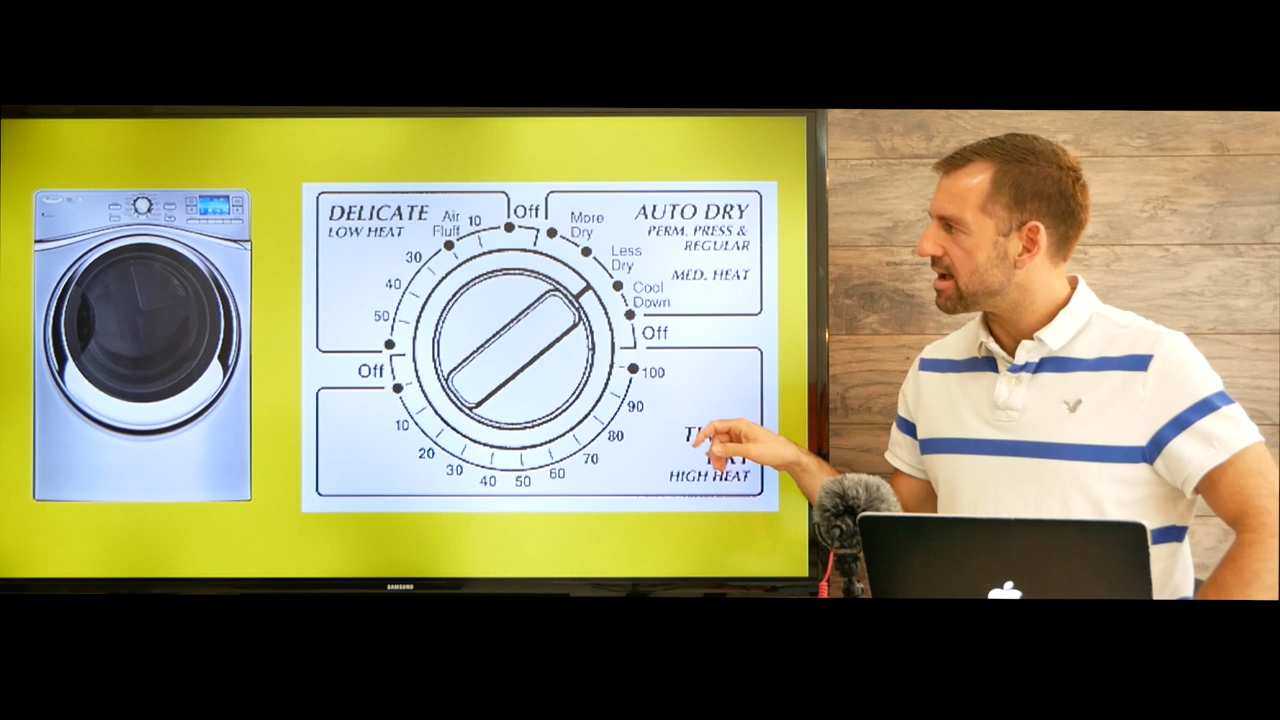 DELICATE
LOW HEAT
Air
Fluff
10
Off
More
Dry
AUTO DRY
PERM. PRESS &
REGULAR
MED. HEAT
Less
Dry
Cool
Down
Off
30
40
50
Off
100
90
80
70
60
50
40
30
20
10
HIGH HEAT
SAMSUNG